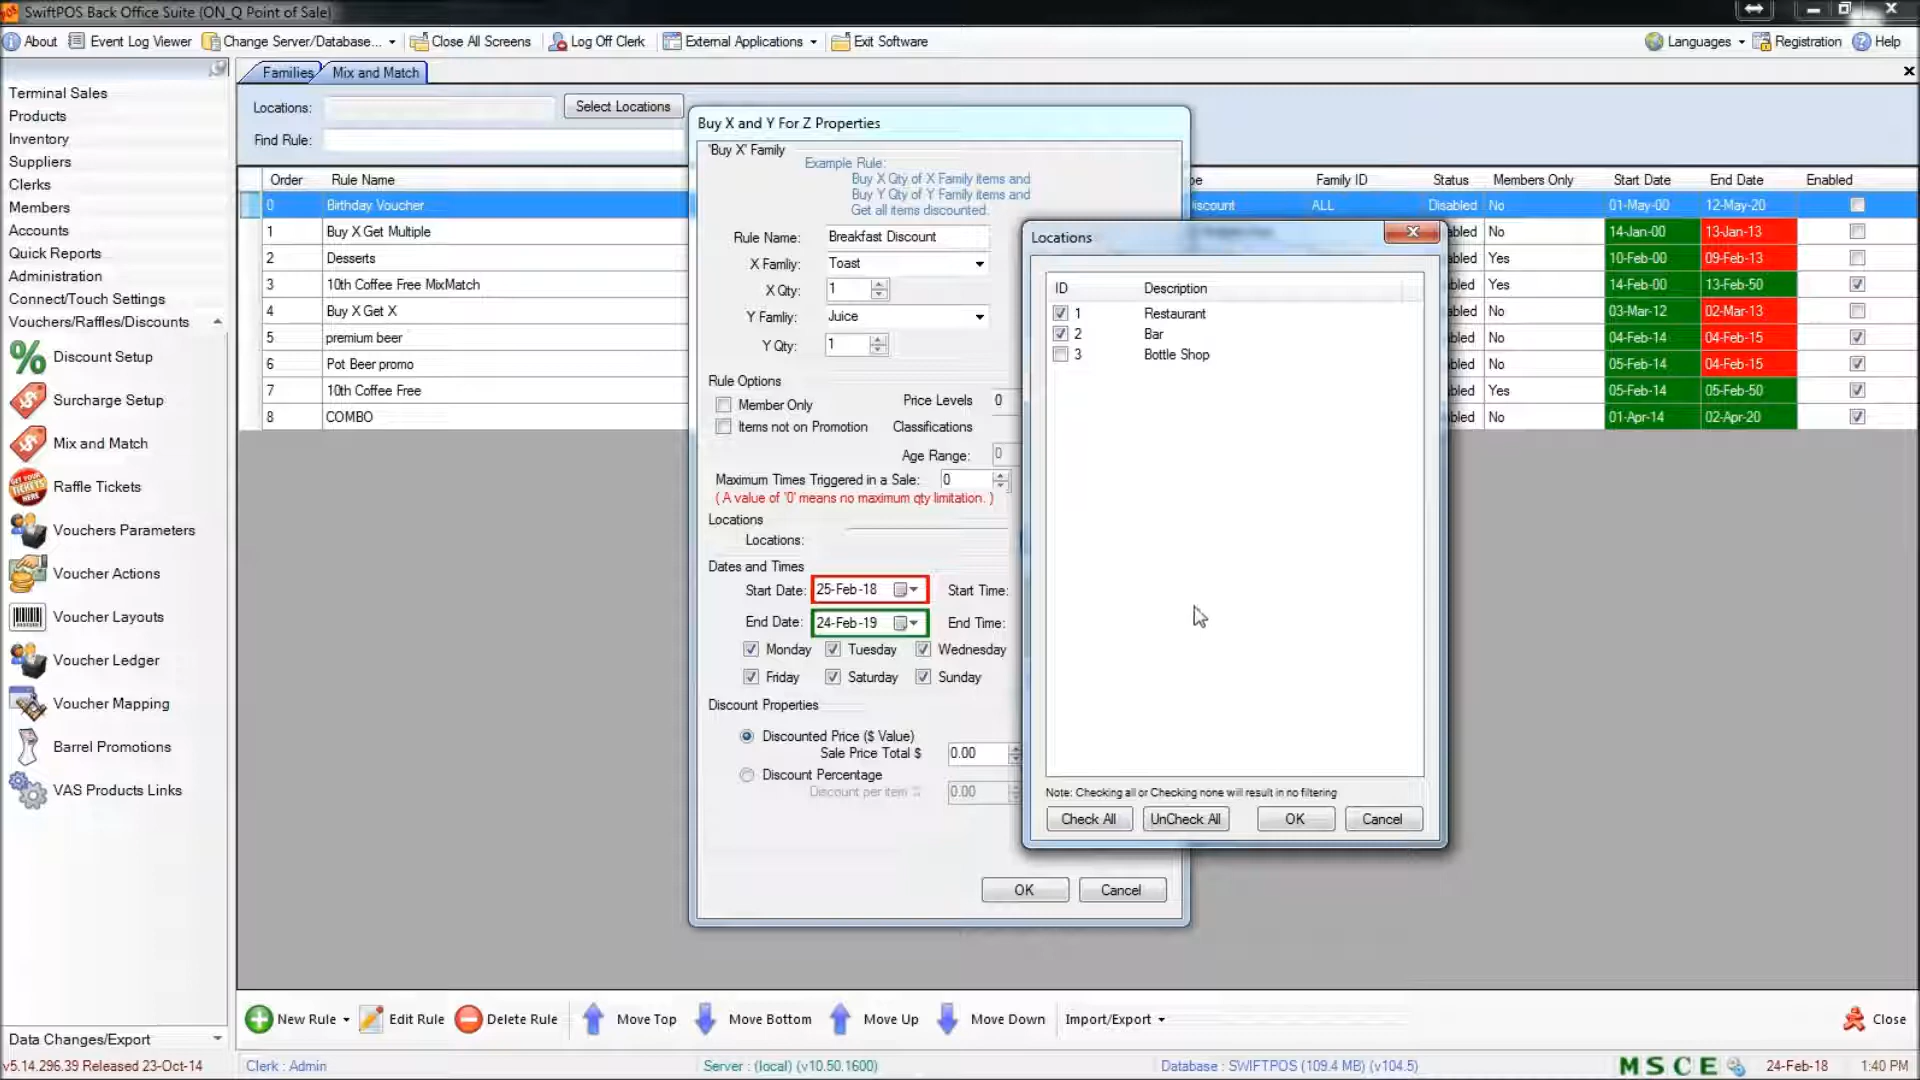 SwiftPOS Back Office Suite (ON_Q Point of Sale)
About Event Log Viewer Change Server/Database... Close All Screens Log Off Clerk External Applications Exit Software Languages Registration Help
Families Mix and Match
Terminal Sales
Products
Inventory
Suppliers
Clerks
Members
Accounts
Quick Reports
Administration
Connect/Touch Settings
Vouchers/Raffles/Discounts
Discount Setup
Surcharge Setup
Mix and Match
Raffle Tickets
Vouchers Parameters
Voucher Actions
Voucher Layouts
Voucher Ledger
Voucher Mapping
Barrel Promotions
VAS Products Links
Data Changes/Export
Locations: Select Locations
Find Rule:
Order Rule Name Family ID Status Members Only Start Date End Date Enabled
0 Birthday Voucher iscount ALL Disabled No 01-May-00 12-May-20
1 Buy X Get Multiple bled No 14-Jan-00 13-Jan-13
2 Desserts bled Yes 10-Feb-00 09-Feb-13
3 10th Coffee Free MixMatch bled Yes 14-Feb-00 13-Feb-50
4 Buy X Get X bled No 03-Mar-12 02-Mar-13
5 premium beer bled No 04-Feb-14 04-Feb-15
6 Pot Beer promo bled No 05-Feb-14 04-Feb-15
7 10th Coffee Free bled Yes 05-Feb-14 05-Feb-50
8 COMBO bled No 01-Apr-14 02-Apr-20
Buy X and Y For Z Properties
'Buy X' Family
Example Rule:
Buy X Qty of X Family items and
Buy Y Qty of Y Family items and
Get all items discounted.
Rule Name: Breakfast Discount
X Family: Toast
X Qty: 1
Y Family: Juice
Y Qty: 1
Rule Options
Member Only Price Levels 0
Items not on Promotion Classifications
Age Range: 0
Maximum Times Triggered in a Sale: 0
( A value of '0' means no maximum qty limitation. )
Locations
Locations:
Dates and Times
Start Date: 25-Feb-18 Start Time:
End Date: 24-Feb-19 End Time:
Monday Tuesday Wednesday
Friday Saturday Sunday
Discount Properties
Discounted Price ($ Value)
Sale Price Total $ 0.00
Discount Percentage
Discount per item % 0.00
OK Cancel
Locations
ID Description
1 Restaurant
2 Bar
3 Bottle Shop
Note: Checking all or Checking none will result in no filtering
Check All UnCheck All OK Cancel
New Rule Edit Rule Delete Rule Move Top Move Bottom Move Up Move Down Import/Export Close
v5.14.296.39 Released 23-Oct-14 Clerk : Admin Server : (local) (v10.50.1600) Database : SWIFTPOS (109.4 MB) (v104.5) M S C E 24-Feb-18 1:40 PM